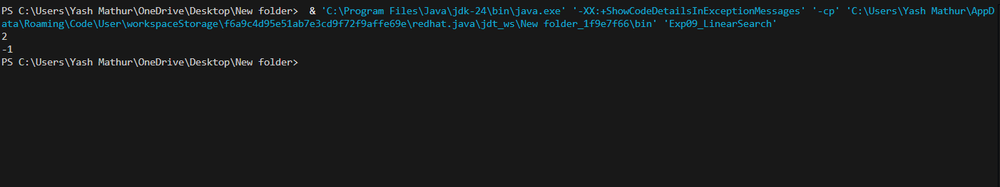 PS C:\Users\Yash Mathur\OneDrive\Desktop\New folder>  & 'C:\Program Files\Java\jdk-24\bin\java.exe' '-XX:+ShowCodeDetailsInExceptionMessages' '-cp' 'C:\Users\Yash Mathur\AppD
ata\Roaming\Code\User\workspaceStorage\f6a9c4d95e51ab7e3cd9f72f9affe69e\redhat.java\jdt_ws\New folder_1f9e7f66\bin' 'Exp09_LinearSearch'
2
-1
PS C:\Users\Yash Mathur\OneDrive\Desktop\New folder>